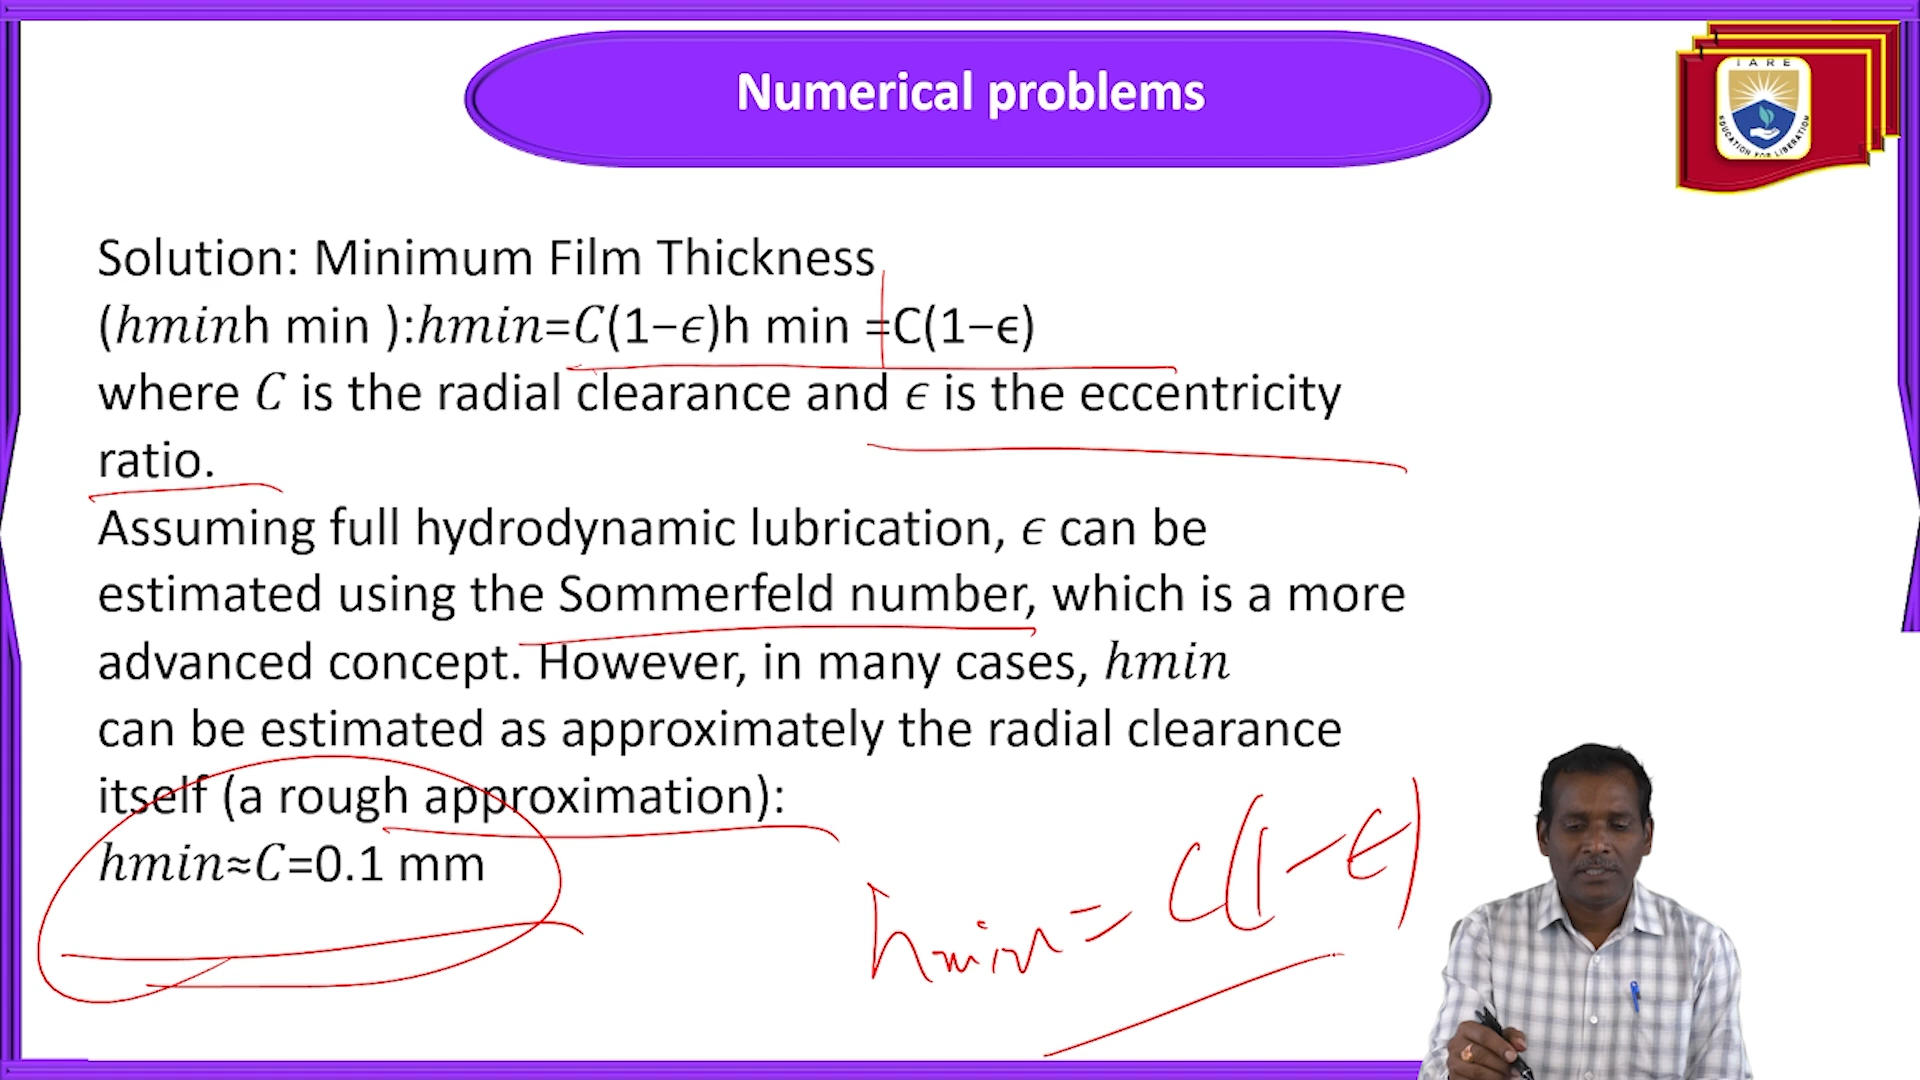 Numerical problems
IARE
EDUCATION FOR LIBERATION
Solution: Minimum Film Thickness
(ℎ𝑚𝑖𝑛h min ):ℎ𝑚𝑖𝑛=𝐶(1−𝜖)h min =C(1−ϵ)
where 𝐶 is the radial clearance and 𝜖 is the eccentricity
ratio.
Assuming full hydrodynamic lubrication, 𝜖 can be
estimated using the Sommerfeld number, which is a more
advanced concept. However, in many cases, ℎ𝑚𝑖𝑛
can be estimated as approximately the radial clearance
itself (a rough approximation):
ℎ𝑚𝑖𝑛≈𝐶=0.1 mm
hmin = C(1-ϵ)